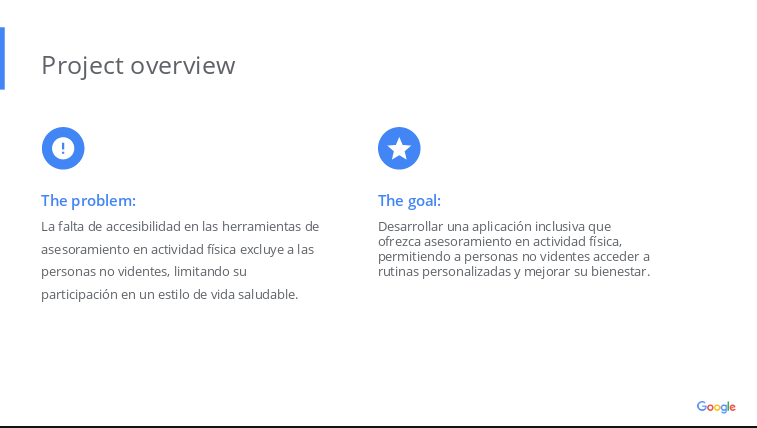 Project overview
The problem:
La falta de accesibilidad en las herramientas de
asesoramiento en actividad física excluye a las
personas no videntes, limitando su
participación en un estilo de vida saludable.
The goal:
Desarrollar una aplicación inclusiva que
ofrezca asesoramiento en actividad física,
permitiendo a personas no videntes acceder a
rutinas personalizadas y mejorar su bienestar.
Google